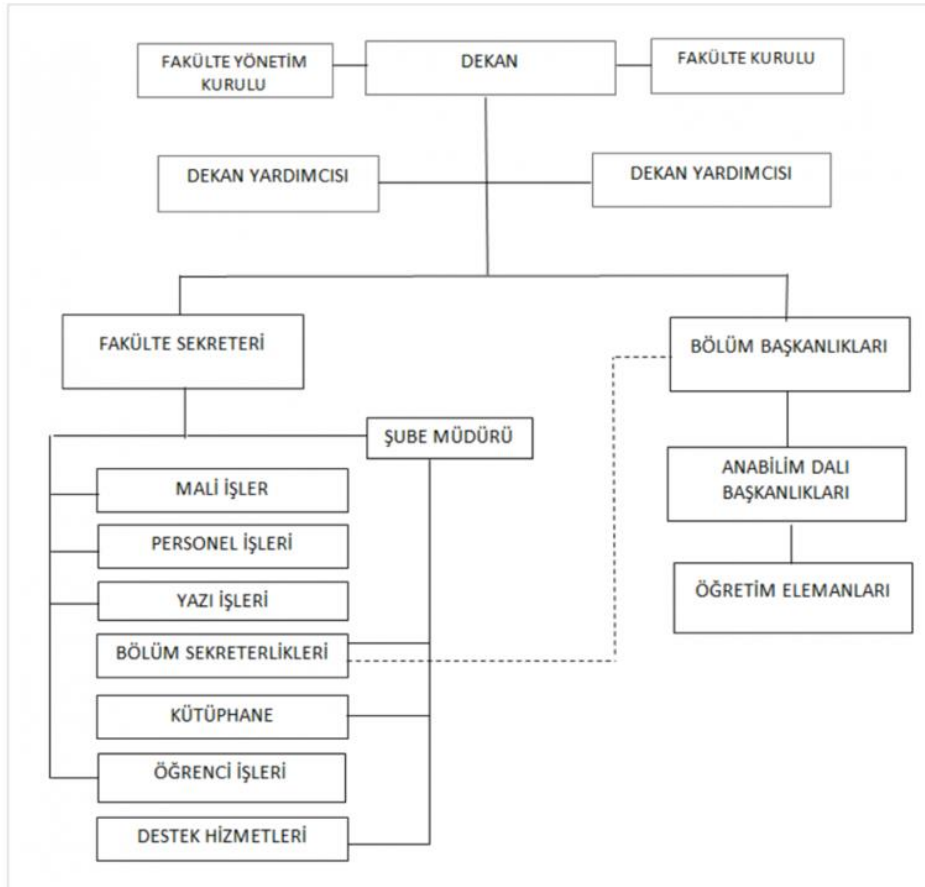 FAKÜLTE YÖNETİM
KURULU
DEKAN
FAKÜLTE KURULU
DEKAN YARDIMCISI
DEKAN YARDIMCISI
FAKÜLTE SEKRETERİ
BÖLÜM BAŞKANLIKLARI
ŞUBE MÜDÜRÜ
ANABİLİM DALI
BAŞKANLIKLARI
MALİ İŞLER
PERSONEL İŞLERİ
YAZI İŞLERİ
ÖĞRETİM ELEMANLARI
BÖLÜM SEKRETERLİKLERİ
KÜTÜPHANE
ÖĞRENCİ İŞLERİ
DESTEK HİZMETLERİ